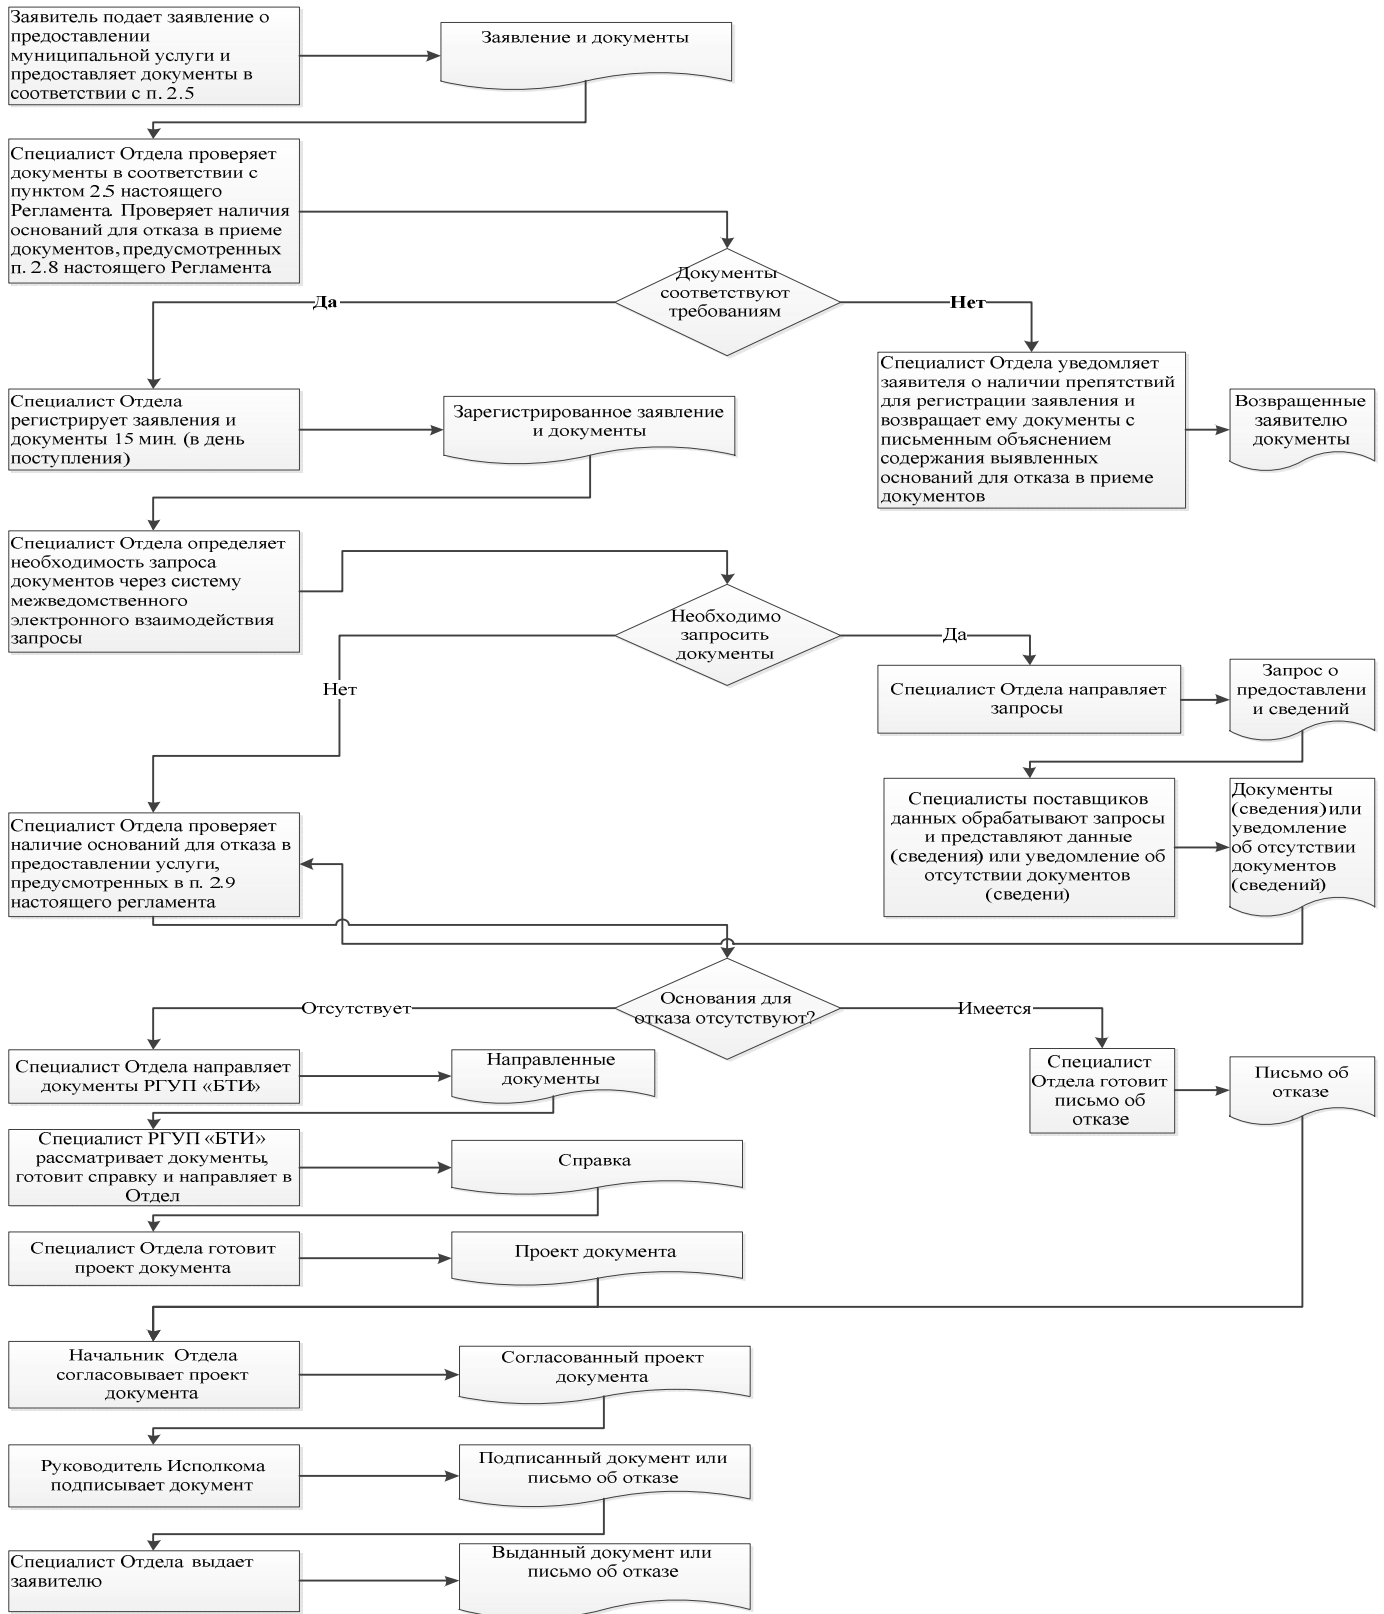 Заявитель подает заявление о
предоставлении
муниципальной услуги и
предоставляет документы в
соответствии с п. 2.5
Заявление и документы
Специалист Отдела проверяет
документы в соответствии с
пунктом 2.5 настоящего
Регламента. Проверяет наличия
оснований для отказа в приеме
документов, предусмотренных
п. 2.8 настоящего Регламента.
Документы
соответствуют
требованиям
Да
Нет
Специалист Отдела
регистрирует заявления и
документы 15 мин. (в день
поступления)
Зарегистрированное заявление
и документы
Специалист Отдела уведомляет
заявителя о наличии препятствий
для регистрации заявления и
возвращает ему документы с
письменным объяснением
содержания выявленных
оснований для отказа в приеме
документов
Возвращенные
заявителю
документы
Специалист Отдела определяет
необходимость запроса
документов через систему
межведомственного
электронного взаимодействия
запросы
Необходимо
запросить
документы
Да
Нет
Специалист Отдела направляет
запросы
Запрос о
предоставлени
и сведений
Специалисты поставщиков
данных обрабатывают запросы
и представляют данные
(сведения) или уведомление об
отсутствии документов
(сведени)
Документы
(сведения) или
уведомление
об отсутствии
документов
(сведений)
Специалист Отдела проверяет
наличие оснований для отказа в
предоставлении услуги,
предусмотренных в п. 2.9
настоящего регламента
Основания для
отказа отсутствуют?
Отсутствует
Имеется
Специалист Отдела направляет
документы РГУП «БТИ»
Направленные
документы
Специалист
Отдела готовит
письмо об
отказе
Письмо об
отказе
Специалист РГУП «БТИ»
рассматривает документы,
готовит справку и направляет в
Отдел
Справка
Специалист Отдела готовит
проект документа
Проект документа
Начальник Отдела
согласовывает проект
документа
Согласованный проект
документа
Руководитель Исполкома
подписывает документ
Подписанный документ или
письмо об отказе
Специалист Отдела выдает
заявителю
Выданный документ или
письмо об отказе